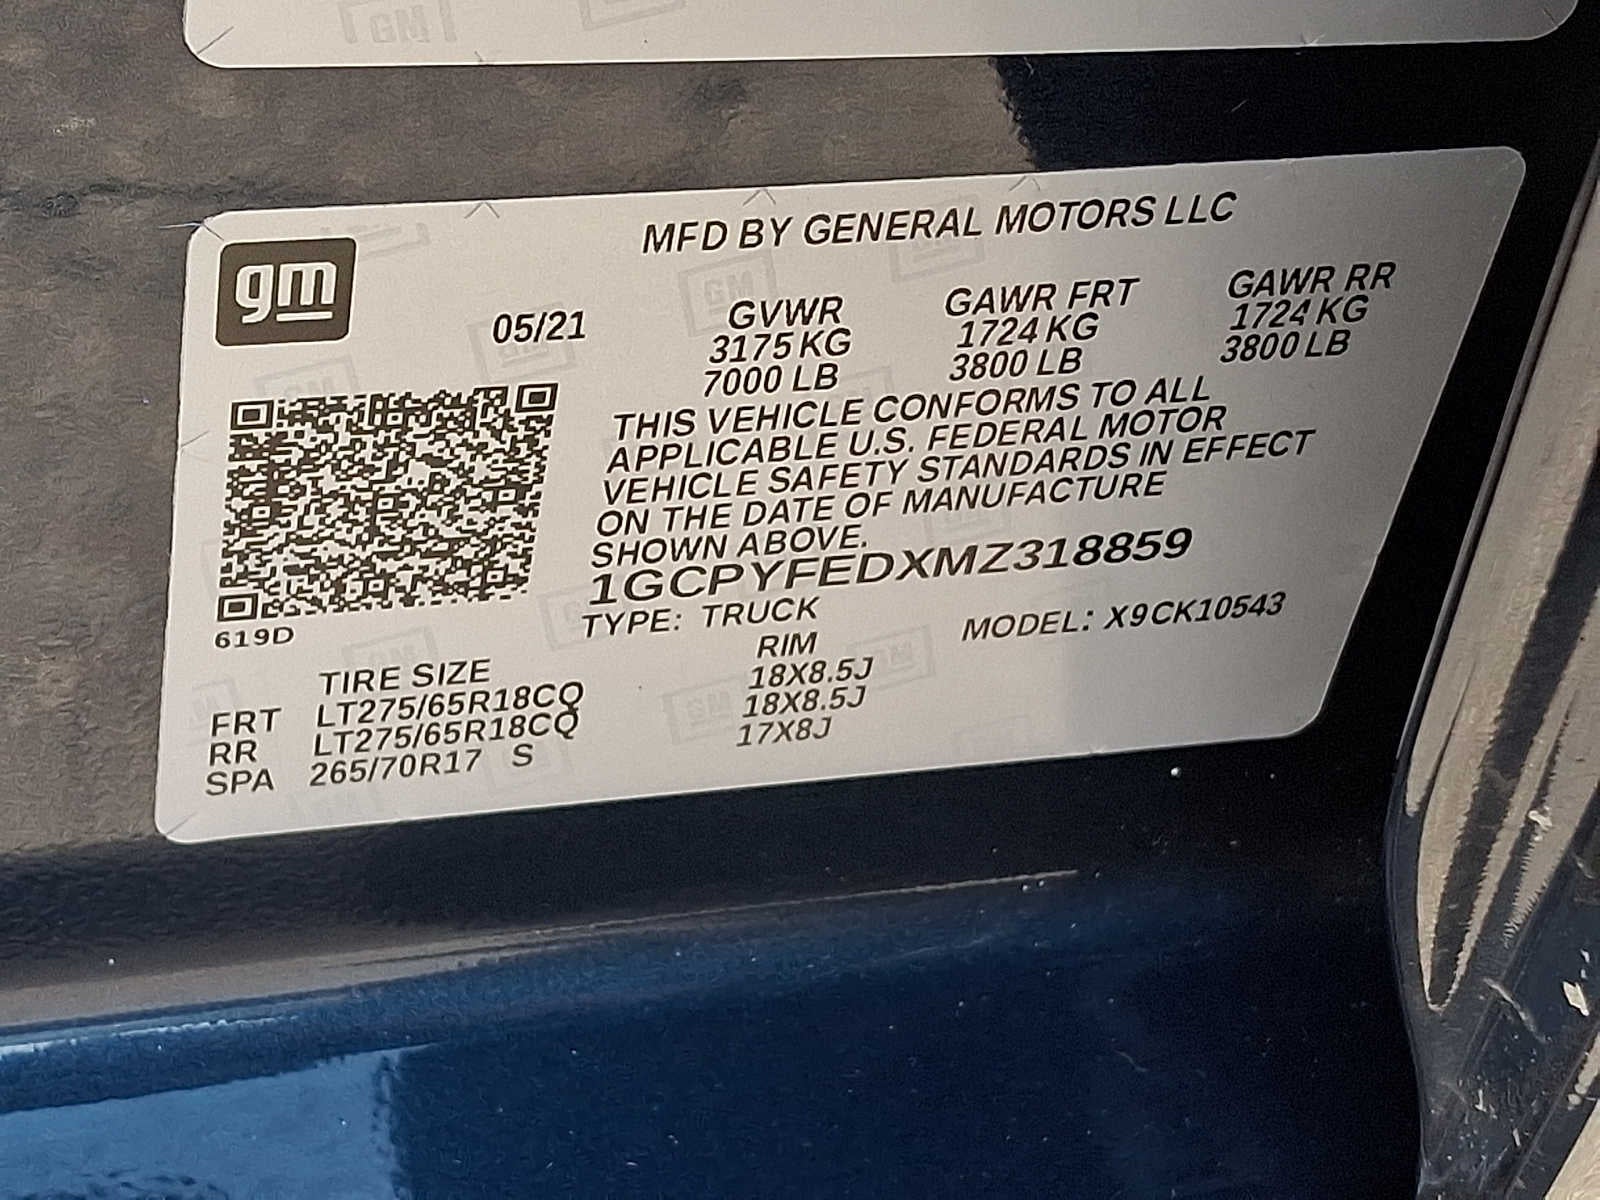 gm
MFD BY GENERAL MOTORS LLC
05/21
GVWR GAWR FRT GAWR RR
3175 KG 1724 KG 1724 KG
7000 LB 3800 LB 3800 LB
THIS VEHICLE CONFORMS TO ALL
APPLICABLE U.S. FEDERAL MOTOR
VEHICLE SAFETY STANDARDS IN EFFECT
ON THE DATE OF MANUFACTURE
SHOWN ABOVE.
1GCPYFEDXMZ318859
TYPE: TRUCK MODEL: X9CK10543
619D
TIRE SIZE RIM
FRT LT275/65R18CQ 18X8.5J
RR LT275/65R18CQ 18X8.5J
SPA 265/70R17 S 17X8J